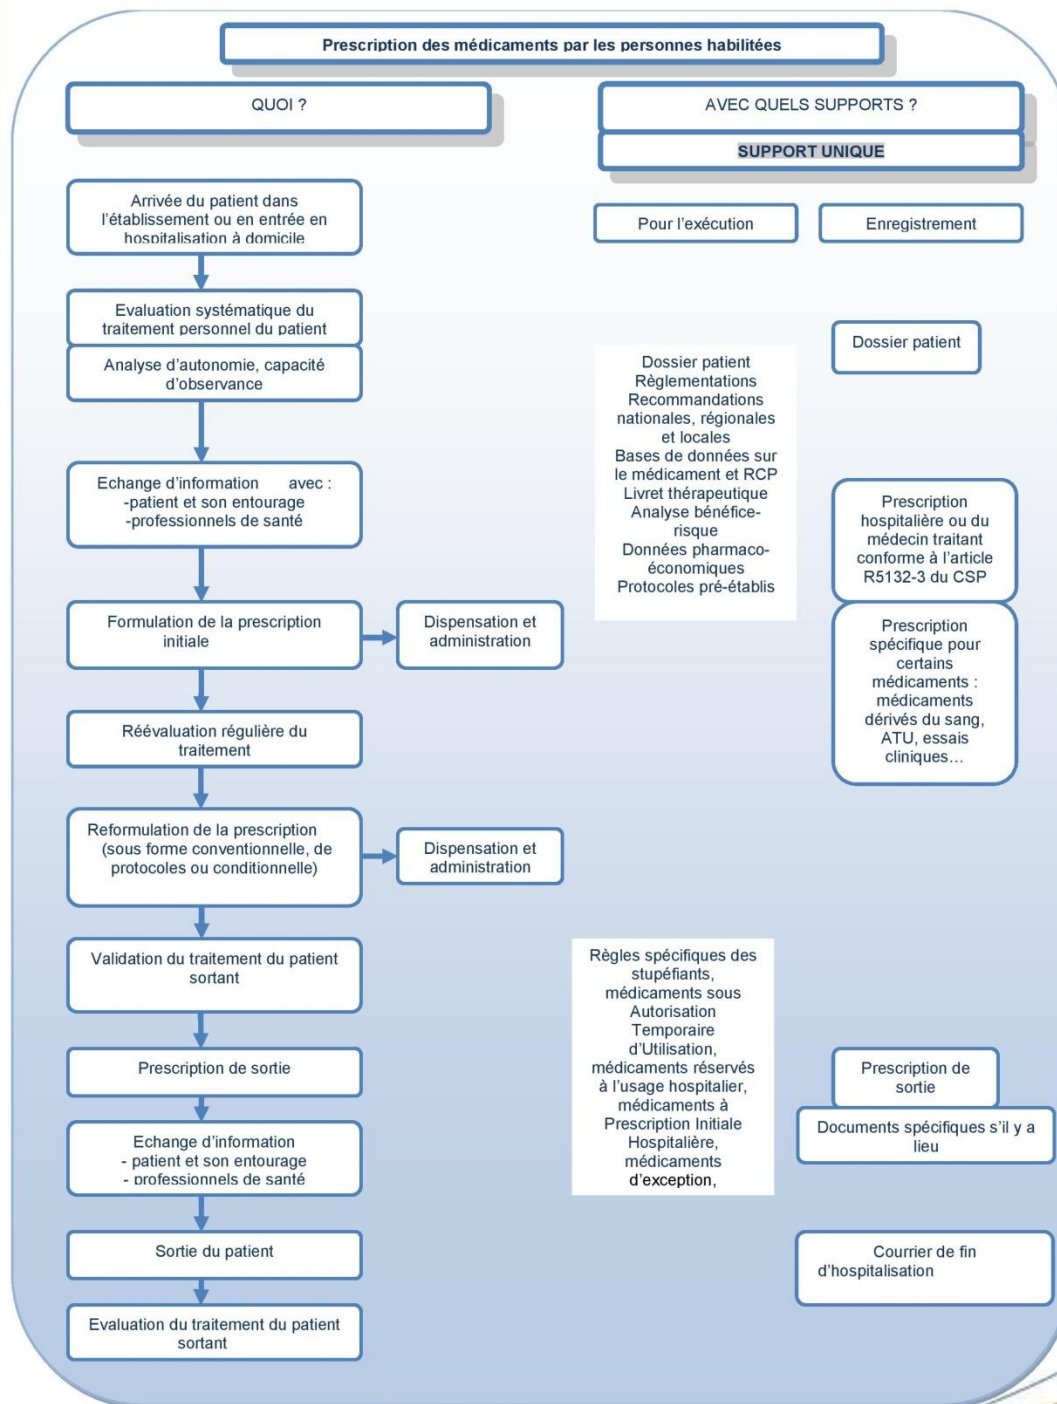 Prescription des médicaments par les personnes habilitées
QUOI ?
AVEC QUELS SUPPORTS ?
SUPPORT UNIQUE
Pour l'exécution
Enregistrement
Arrivée du patient dans
l'établissement ou en entrée en
hospitalisation à domicile
Evaluation systématique du
traitement personnel du patient
Analyse d'autonomie, capacité
d'observance
Echange d'information avec :
-patient et son entourage
-professionnels de santé
Formulation de la prescription
initiale
Dispensation et
administration
Réévaluation régulière du
traitement
Reformulation de la prescription
(sous forme conventionnelle, de
protocoles ou conditionnelle)
Dispensation et
administration
Validation du traitement du patient
sortant
Prescription de sortie
Echange d'information
- patient et son entourage
- professionnels de santé
Sortie du patient
Evaluation du traitement du patient
sortant
Dossier patient
Règlementations
Recommandations
nationales, régionales
et locales
Bases de données sur
le médicament et RCP
Livret thérapeutique
Analyse bénéfice-
risque
Données pharmaco-
économiques
Protocoles pré-établis
Règles spécifiques des
stupéfiants,
médicaments sous
Autorisation
Temporaire
d'Utilisation,
médicaments réservés
à l'usage hospitalier,
médicaments à
Prescription Initiale
Hospitalière,
médicaments
d'exception,
Dossier patient
Prescription
hospitalière ou du
médecin traitant
conforme à l'article
R5132-3 du CSP
Prescription
spécifique pour
certains
médicaments :
médicaments
dérivés du sang,
ATU, essais
cliniques…
Prescription de
sortie
Documents spécifiques s'il y a
lieu
Courrier de fin
d'hospitalisation